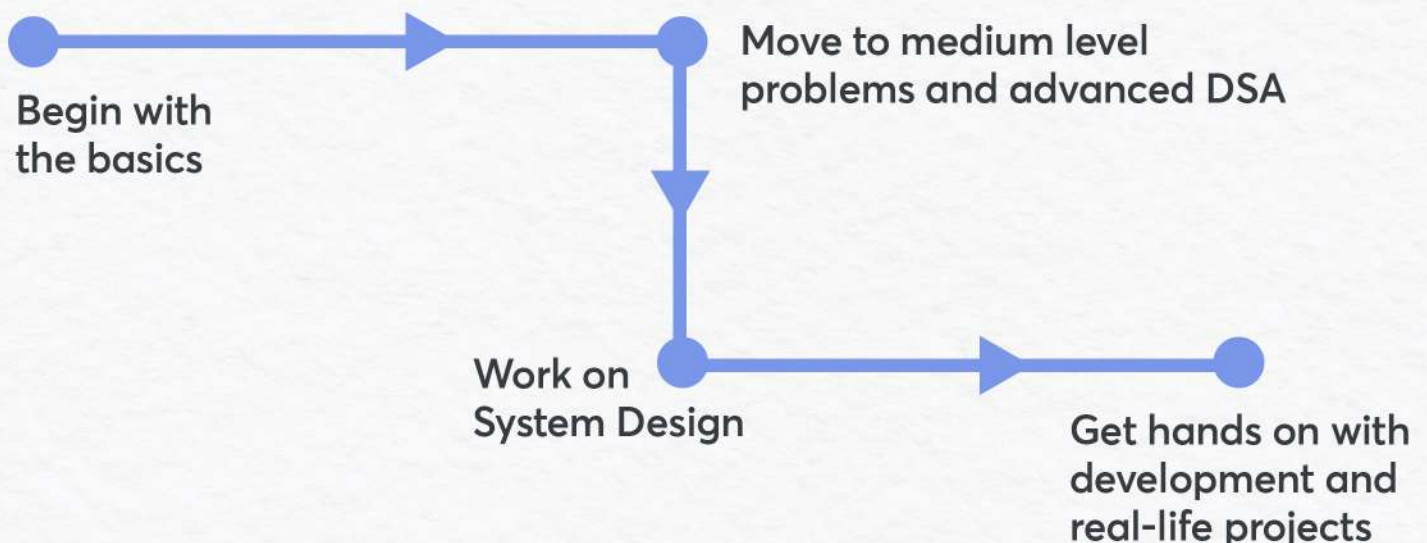 Begin with
the basics
Move to medium level
problems and advanced DSA
Work on
System Design
Get hands on with
development and
real-life projects